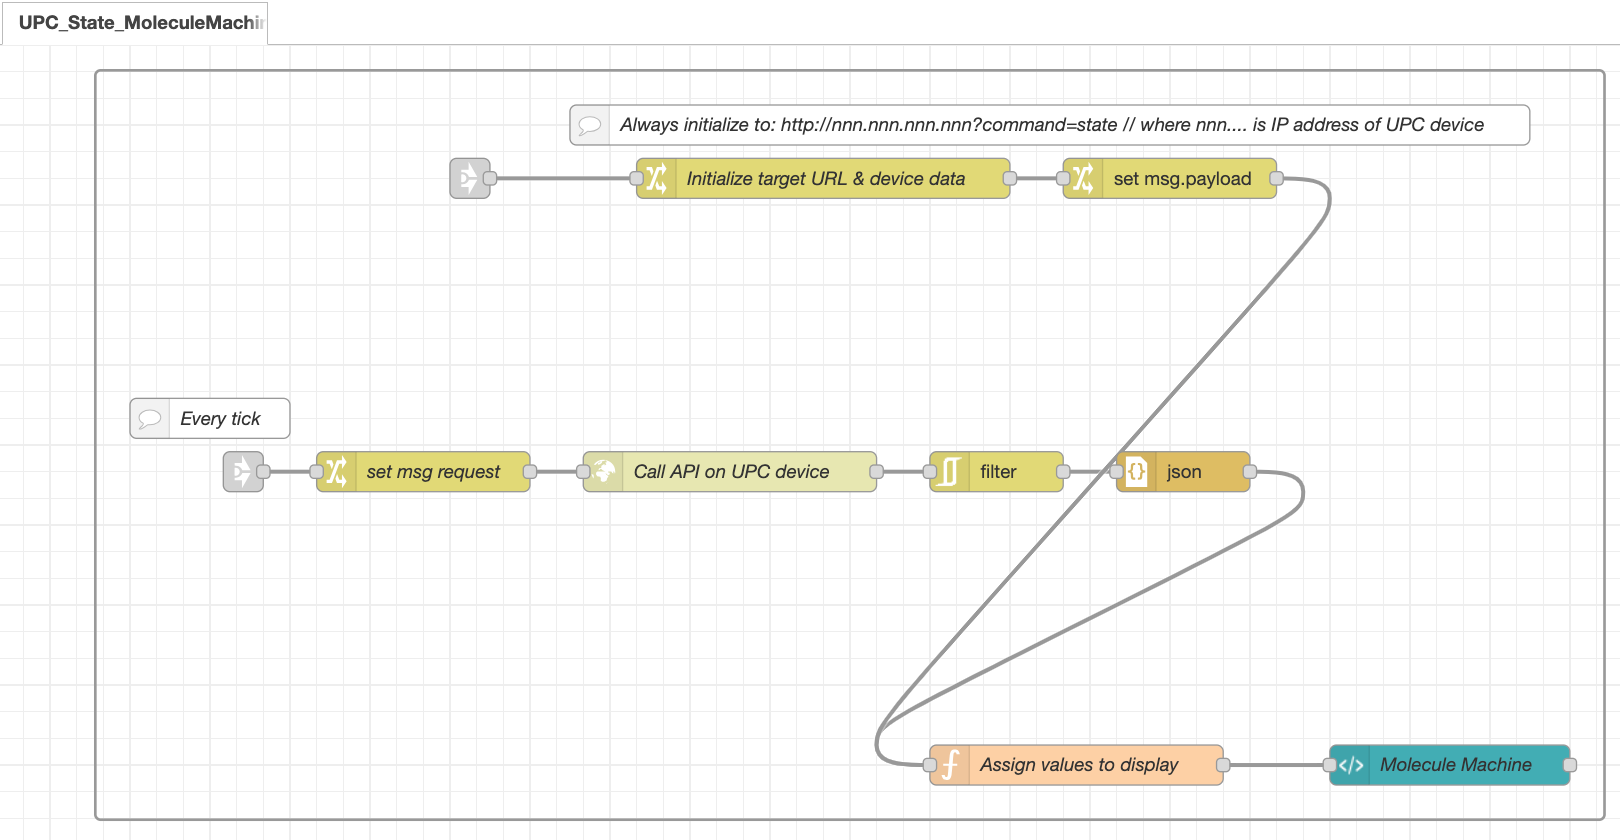 UPC_State_MoleculeMachin
Always initialize to: http://nnn.nnn.nnn.nnn?command=state // where nnn.... is IP address of UPC device
Initialize target URL & device data
set msg.payload
Every tick
set msg request
Call API on UPC device
filter
json
Assign values to display
Molecule Machine